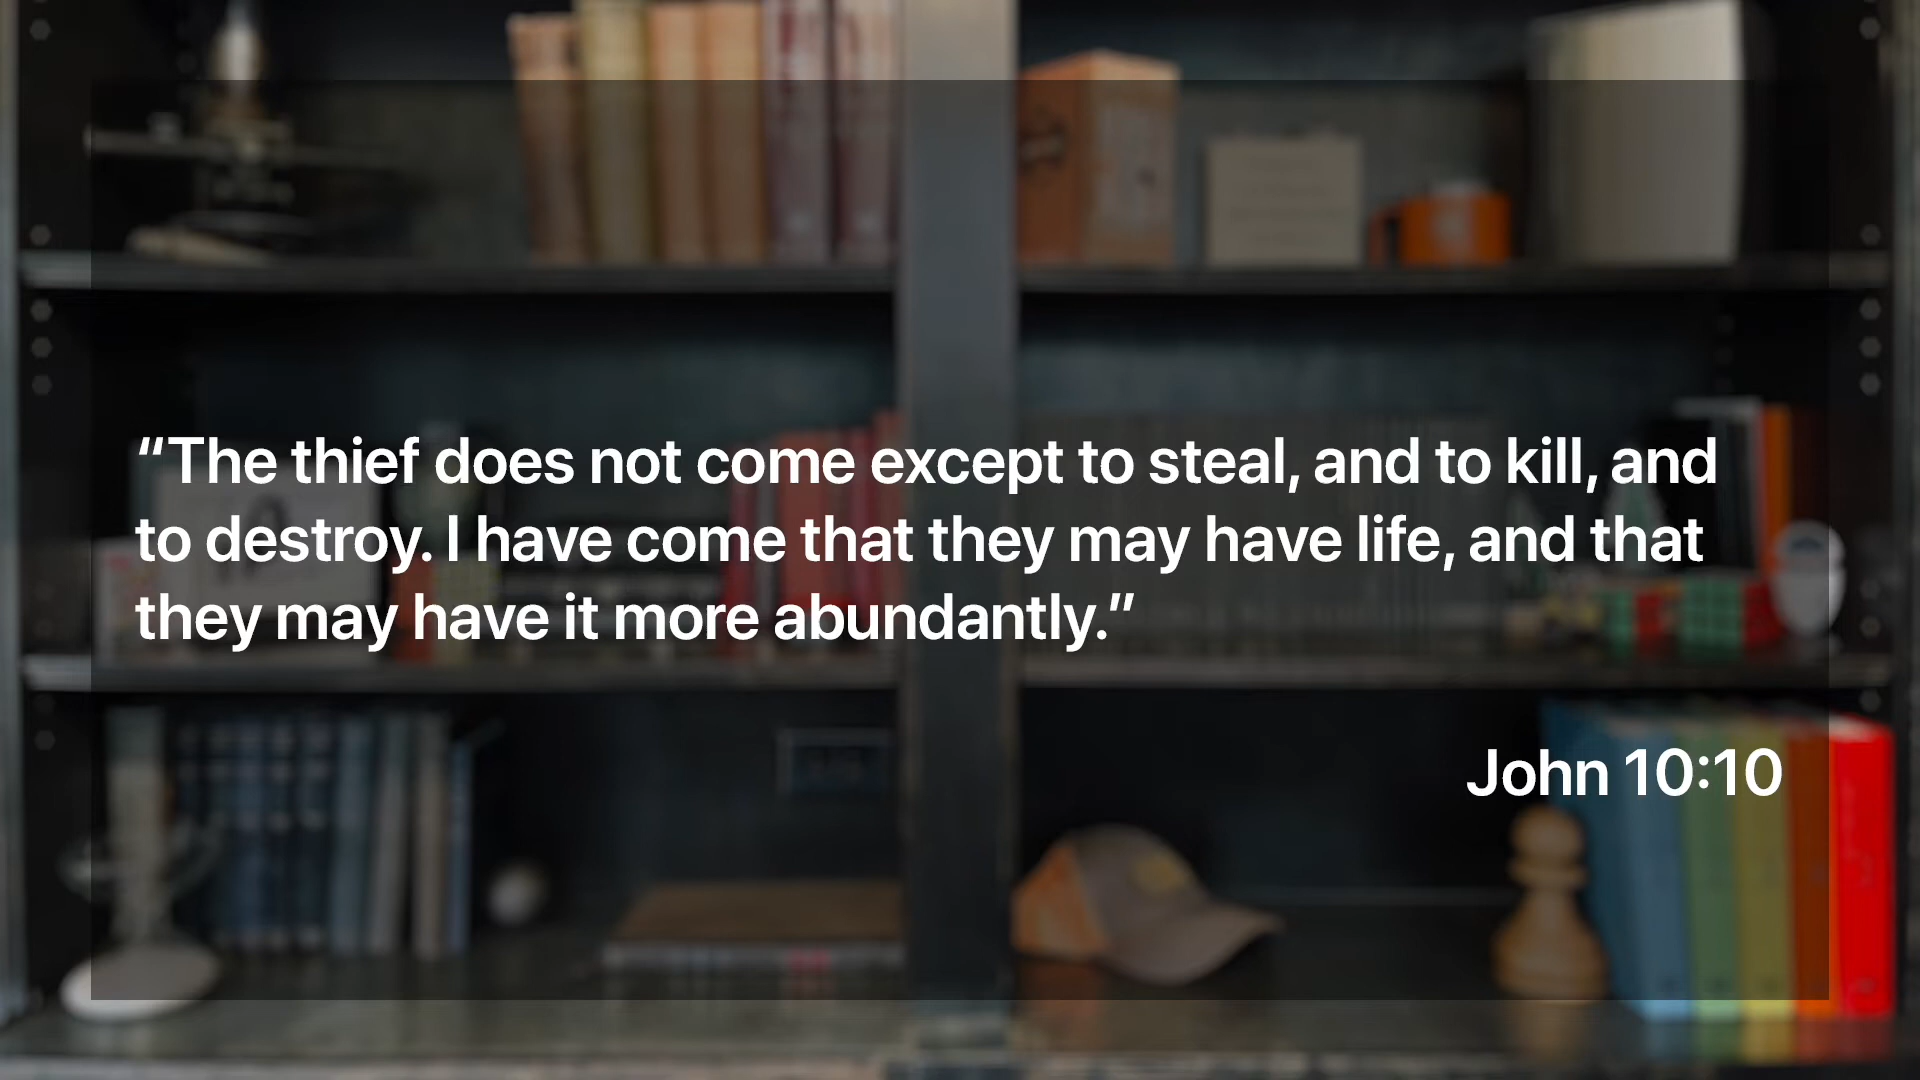 “The thief does not come except to steal, and to kill, and
to destroy. I have come that they may have life, and that
they may have it more abundantly.”
John 10:10